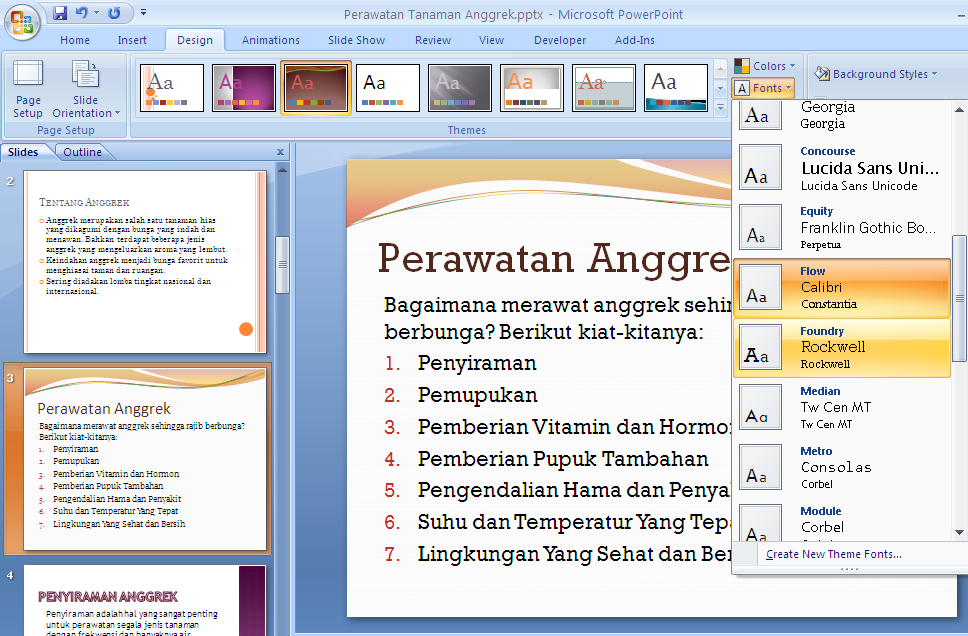 Perawatan Tanaman Anggrek.pptx - Microsoft PowerPoint
Home Insert Design Animations Slide Show Review View Developer Add-Ins
Page Setup
Slide Orientation
Page Setup
Aa Aa Aa Aa Aa Aa Aa Aa
Themes
Colors
Fonts
Background Styles
Slides Outline x
2
Tentang Anggrek
Anggrek merupakan salah satu tanaman hias
yang dikagumi dengan bunga yang indah dan
menawan. Bahkan terdapat beberapa jenis
anggrek yang mengeluarkan aroma yang lembut.
Keindahan anggrek menjadi bunga favorit untuk
menghiasai taman dan ruangan.
Sering diadakan lomba tingkat nasional dan
internasional.
3
Perawatan Anggrek
Bagaimana merawat anggrek sehingga rajib berbunga?
Berikut kiat-kitanya:
1. Penyiraman
2. Pemupukan
3. Pemberian Vitamin dan Hormon
4. Pemberian Pupuk Tambahan
5. Pengendalian Hama dan Penyakit
6. Suhu dan Temperatur Yang Tepat
7. Lingkungan Yang Sehat dan Bersih
4
PENYIRAMAN ANGGREK
Penyiraman adalah hal yang sangat penting
untuk perawatan segala jenis tanaman
dengan frekwensi dan banyaknya air
Perawatan Anggre
Bagaimana merawat anggrek sehin
berbunga? Berikut kiat-kitanya:
1. Penyiraman
2. Pemupukan
3. Pemberian Vitamin dan Hormo
4. Pemberian Pupuk Tambahan
5. Pengendalian Hama dan Penya
6. Suhu dan Temperatur Yang Tepa
7. Lingkungan Yang Sehat dan Ber
Aa
Georgia
Georgia
Aa
Concourse
Lucida Sans Uni...
Lucida Sans Unicode
Aa
Equity
Franklin Gothic Bo...
Perpetua
Aa
Flow
Calibri
Constantia
Aa
Foundry
Rockwell
Rockwell
Aa
Median
Tw Cen MT
Tw Cen MT
Aa
Metro
Consolas
Corbel
Aa
Module
Corbel
Create New Theme Fonts...